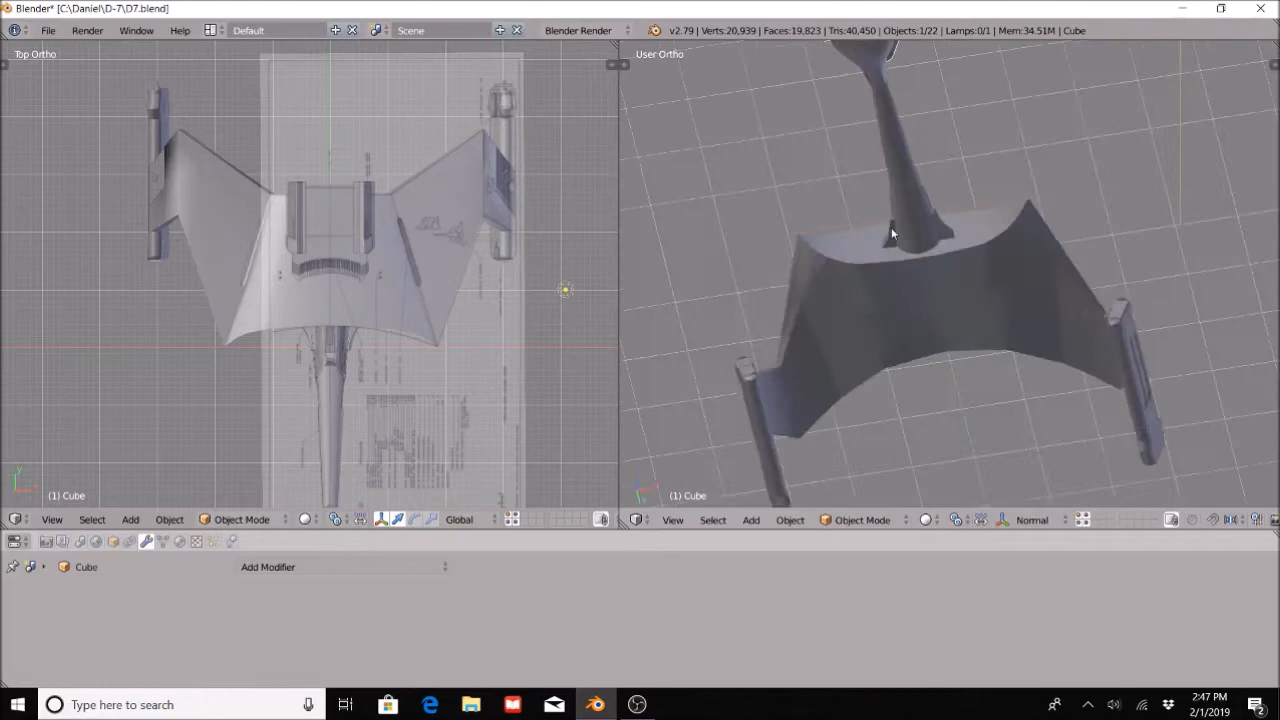 Blender* [C:\Daniel\D-7\D7.blend]
File Render Window Help Default Scene Blender Render v2.79 | Verts:20,939 | Faces:19,823 | Tris:40,450 | Objects:1/22 | Lamps:0/1 | Mem:34.51M | Cube
Top Ortho
User Ortho
(1) Cube
(1) Cube
View Select Add Object Object Mode Global
View Select Add Object Object Mode Normal
Cube Add Modifier
Type here to search
2:47 PM
2/1/2019
2